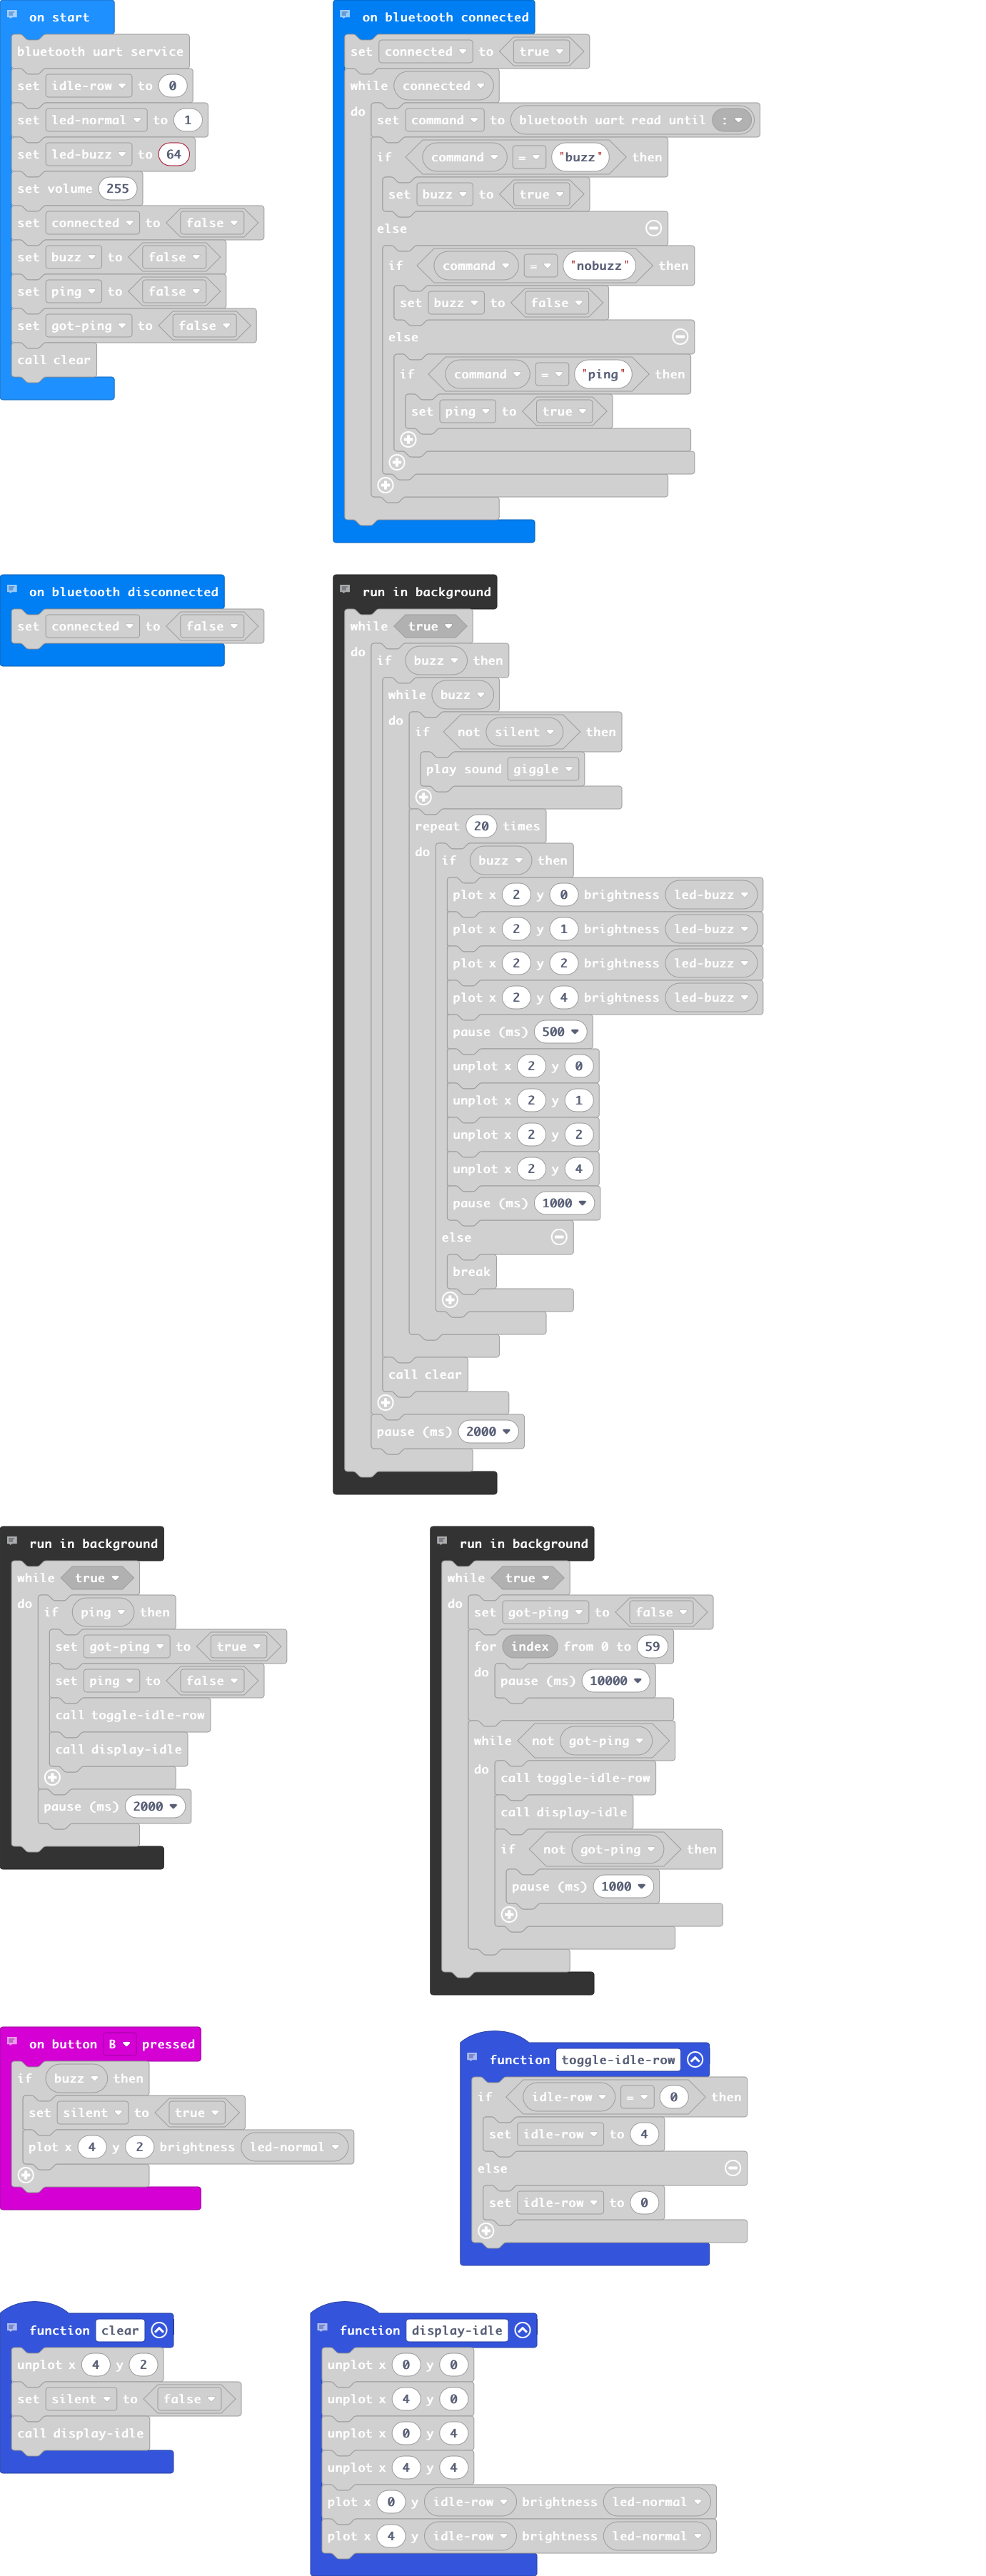 on start
bluetooth uart service
set idle-row to 0
set led-normal to 1
set led-buzz to 64
set volume 255
set connected to false
set buzz to false
set ping to false
set got-ping to false
call clear
on bluetooth connected
set connected to true
while connected
do set command to bluetooth uart read until :
if command = "buzz" then
set buzz to true
else
if command = "nobuzz" then
set buzz to false
else
if command = "ping" then
set ping to true
on bluetooth disconnected
set connected to false
run in background
while true
do if buzz then
while buzz
do if not silent then
play sound giggle
repeat 20 times
do if buzz then
plot x 2 y 0 brightness led-buzz
plot x 2 y 1 brightness led-buzz
plot x 2 y 2 brightness led-buzz
plot x 2 y 4 brightness led-buzz
pause (ms) 500
unplot x 2 y 0
unplot x 2 y 1
unplot x 2 y 2
unplot x 2 y 4
pause (ms) 1000
else
break
call clear
pause (ms) 2000
run in background
while true
do if ping then
set got-ping to true
set ping to false
call toggle-idle-row
call display-idle
pause (ms) 2000
run in background
while true
do set got-ping to false
for index from 0 to 59
do pause (ms) 10000
while not got-ping
do call toggle-idle-row
call display-idle
if not got-ping then
pause (ms) 1000
on button B pressed
if buzz then
set silent to true
plot x 4 y 2 brightness led-normal
function toggle-idle-row
if idle-row = 0 then
set idle-row to 4
else
set idle-row to 0
function clear
unplot x 4 y 2
set silent to false
call display-idle
function display-idle
unplot x 0 y 0
unplot x 4 y 0
unplot x 0 y 4
unplot x 4 y 4
plot x 0 y idle-row brightness led-normal
plot x 4 y idle-row brightness led-normal